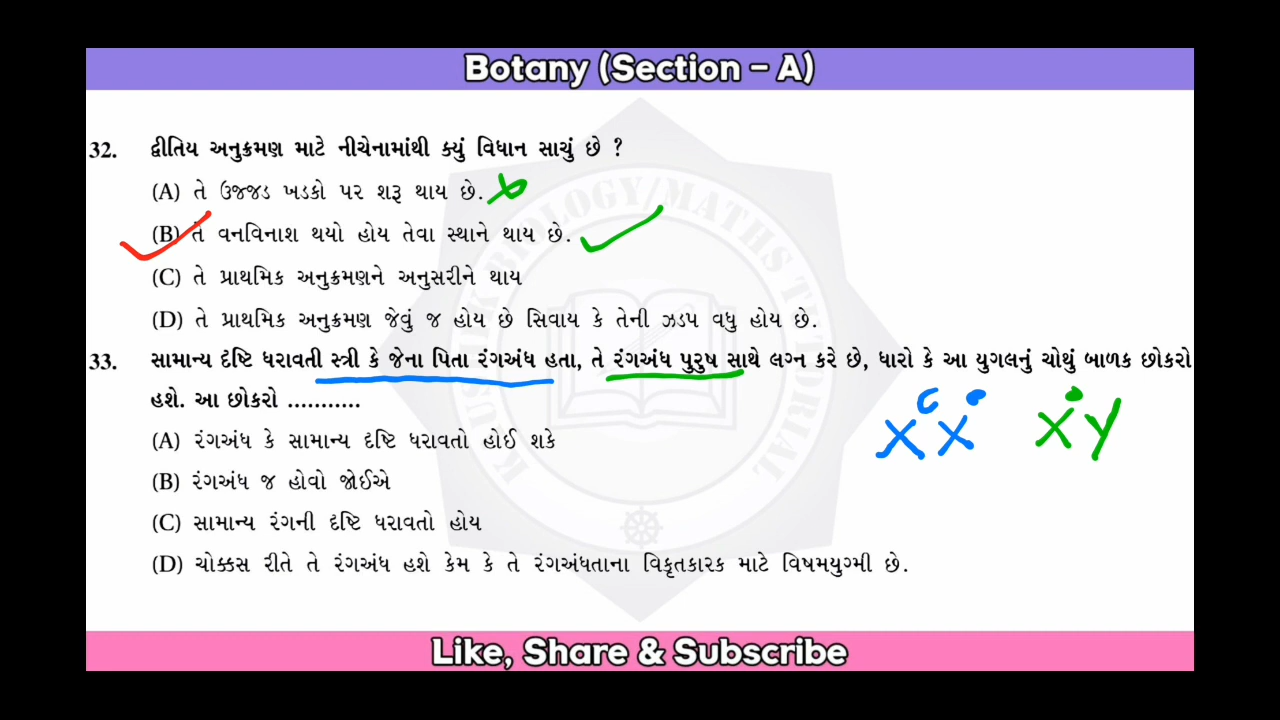 Botany (Section – A)
32. દ્વીતિય અનુક્રમણ માટે નીચેનામાંથી ક્યું વિધાન સાચું છે ?
(A) તે ઉજ્જડ ખડકો પર શરૂ થાય છે.
(B) તે વનવિનાશ થયો હોય તેવા સ્થાને થાય છે.
(C) તે પ્રાથમિક અનુક્રમણને અનુસરીને થાય
(D) તે પ્રાથમિક અનુક્રમણ જેવું જ હોય છે સિવાય કે તેની ઝડપ વધુ હોય છે.
33. સામાન્ય દૃષ્ટિ ધરાવતી સ્ત્રી કે જેના પિતા રંગઅંધ હતા, તે રંગઅંધ પુરુષ સાથે લગ્ન કરે છે, ધારો કે આ યુગલનું ચોથું બાળક છોકરો
હશે. આ છોકરો ...........
X C X X Y
(A) રંગઅંધ કે સામાન્ય દૃષ્ટિ ધરાવતો હોઈ શકે
(B) રંગઅંધ જ હોવો જોઈએ
(C) સામાન્ય રંગની દૃષ્ટિ ધરાવતો હોય
(D) ચોક્કસ રીતે તે રંગઅંધ હશે કેમ કે તે રંગઅંધતાના વિકૃતકારક માટે વિષમયુગ્મી છે.
Like, Share & Subscribe